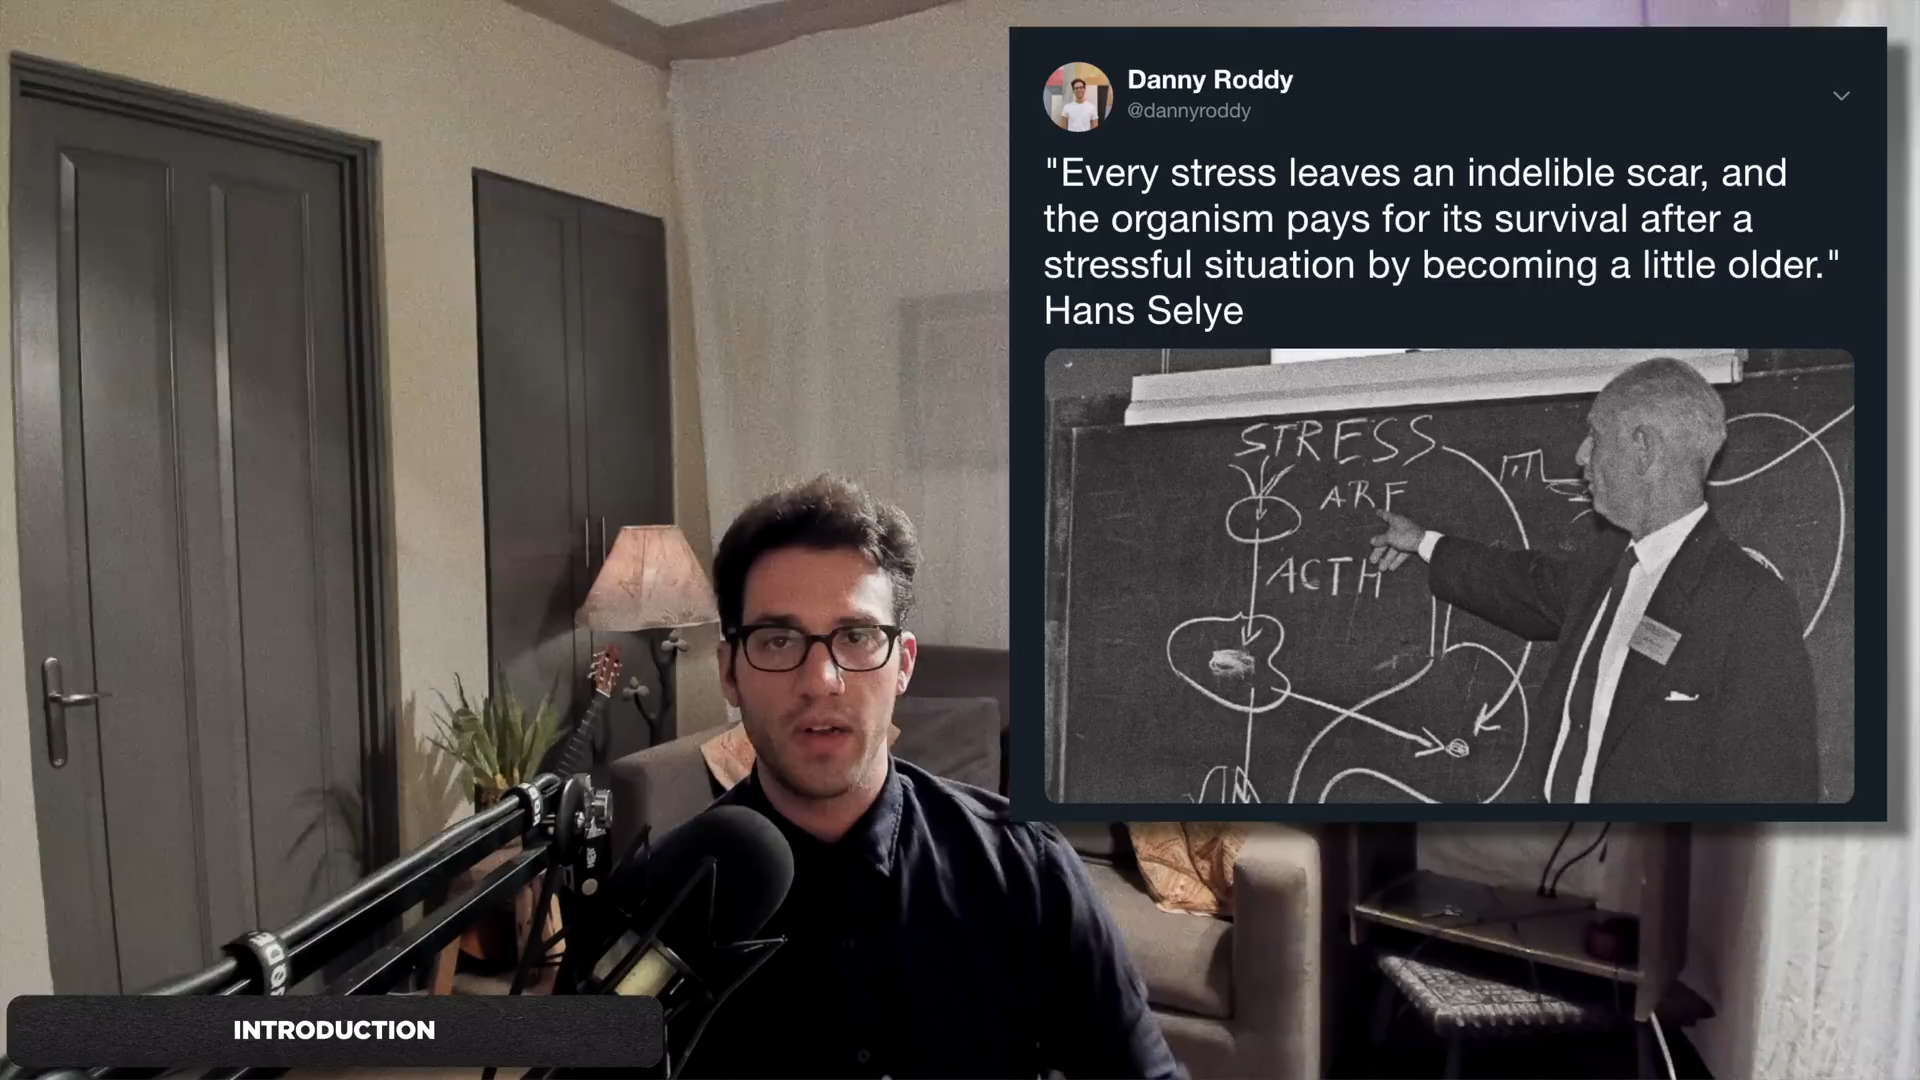 Danny Roddy
@dannyroddy
"Every stress leaves an indelible scar, and
the organism pays for its survival after a
stressful situation by becoming a little older."
Hans Selye
STRESS
ARF
ACTH
RODE
INTRODUCTION